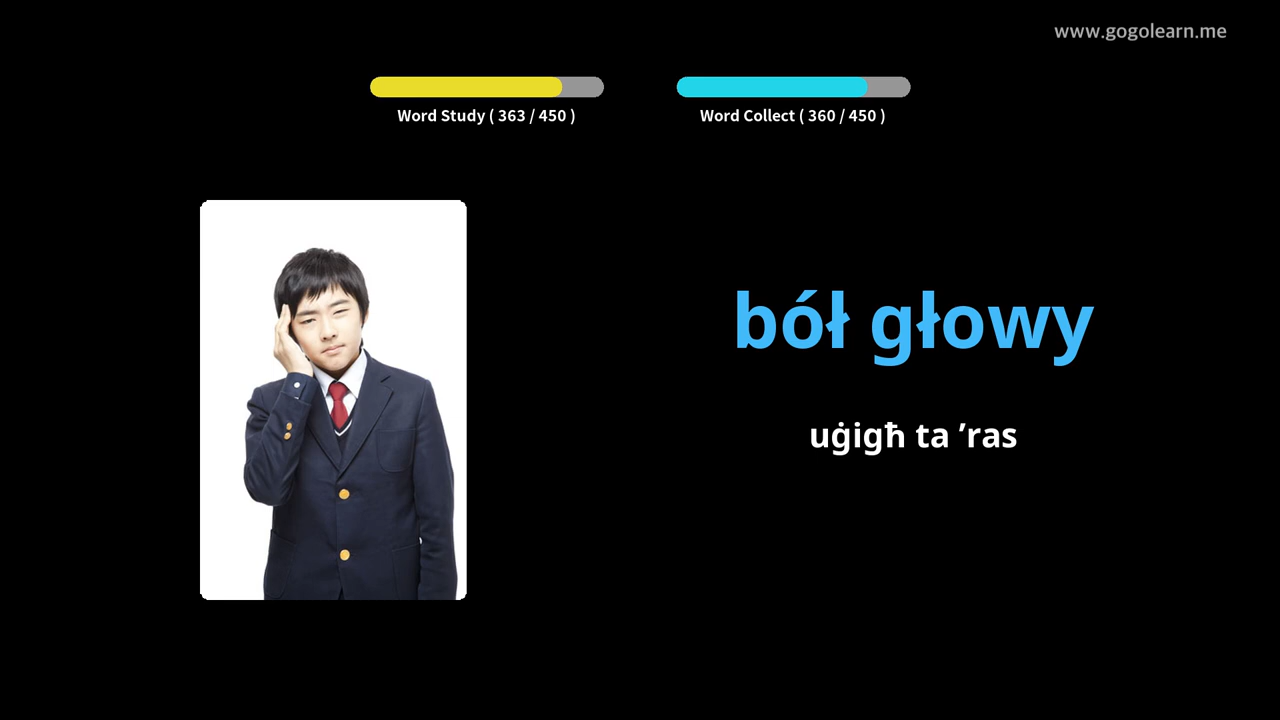 www.gogolearn.me
Word Study ( 363 / 450 )
Word Collect ( 360 / 450 )
ból głowy
uġigħ ta ’ras